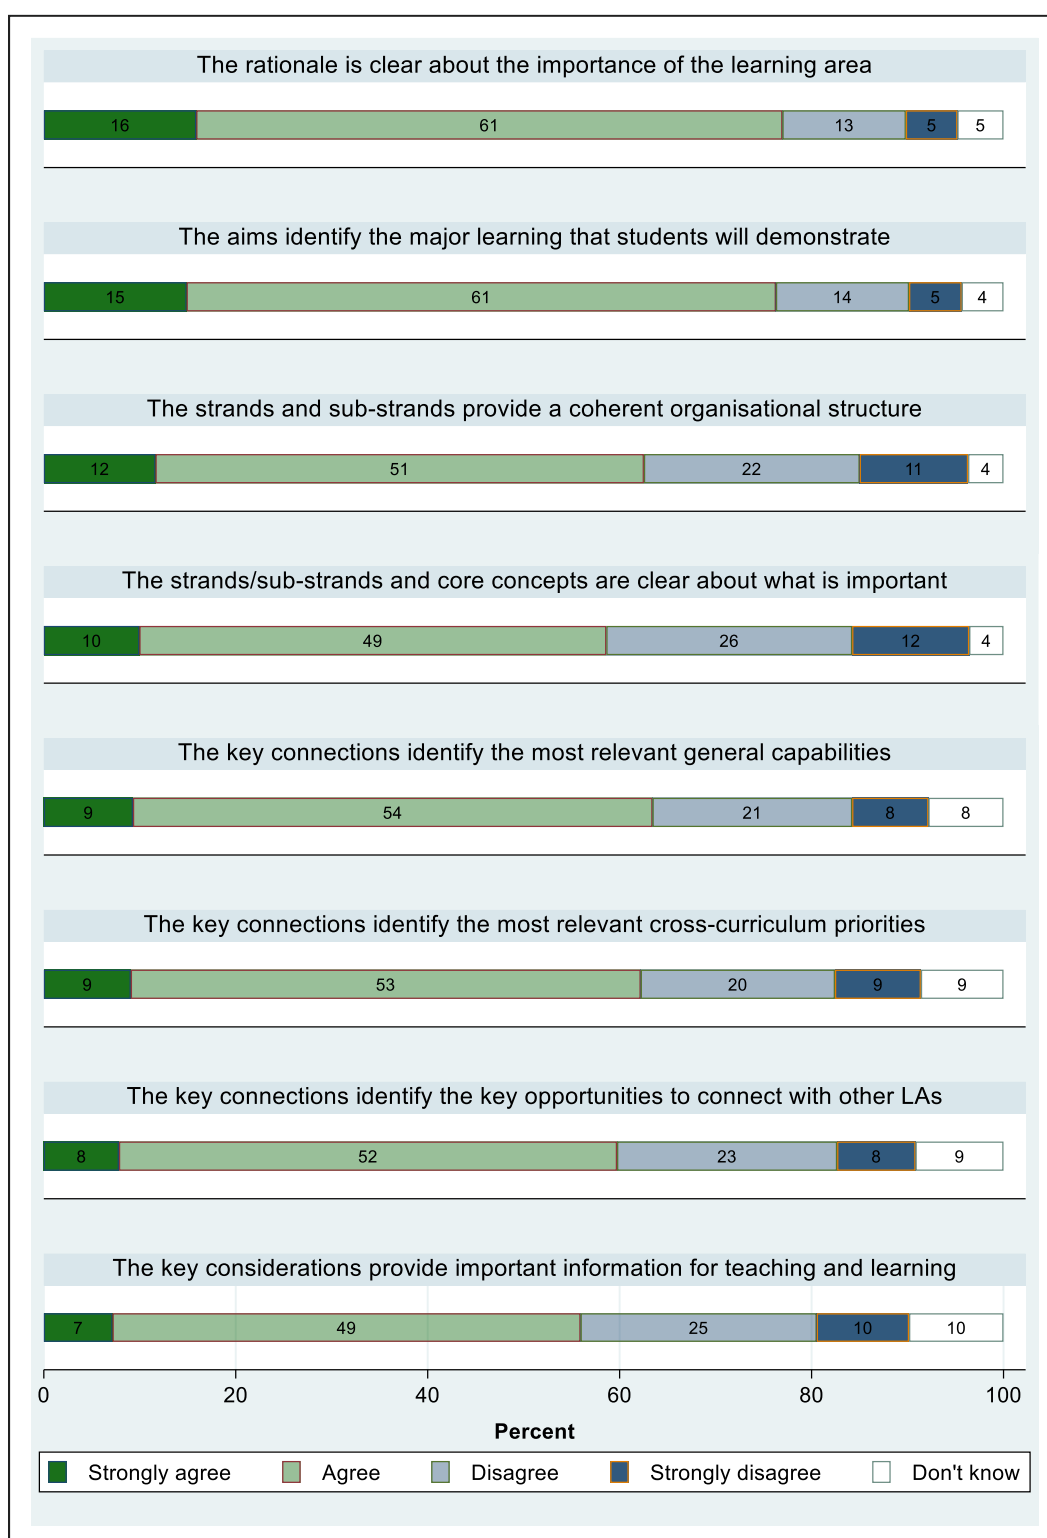 The rationale is clear about the importance of the learning area
16 61 13 5 5
The aims identify the major learning that students will demonstrate
15 61 14 5 4
The strands and sub-strands provide a coherent organisational structure
12 51 22 11 4
The strands/sub-strands and core concepts are clear about what is important
10 49 26 12 4
The key connections identify the most relevant general capabilities
9 54 21 8 8
The key connections identify the most relevant cross-curriculum priorities
9 53 20 9 9
The key connections identify the key opportunities to connect with other LAs
8 52 23 8 9
The key considerations provide important information for teaching and learning
7 49 25 10 10
0 20 40 60 80 100
Percent
Strongly agree Agree Disagree Strongly disagree Don't know